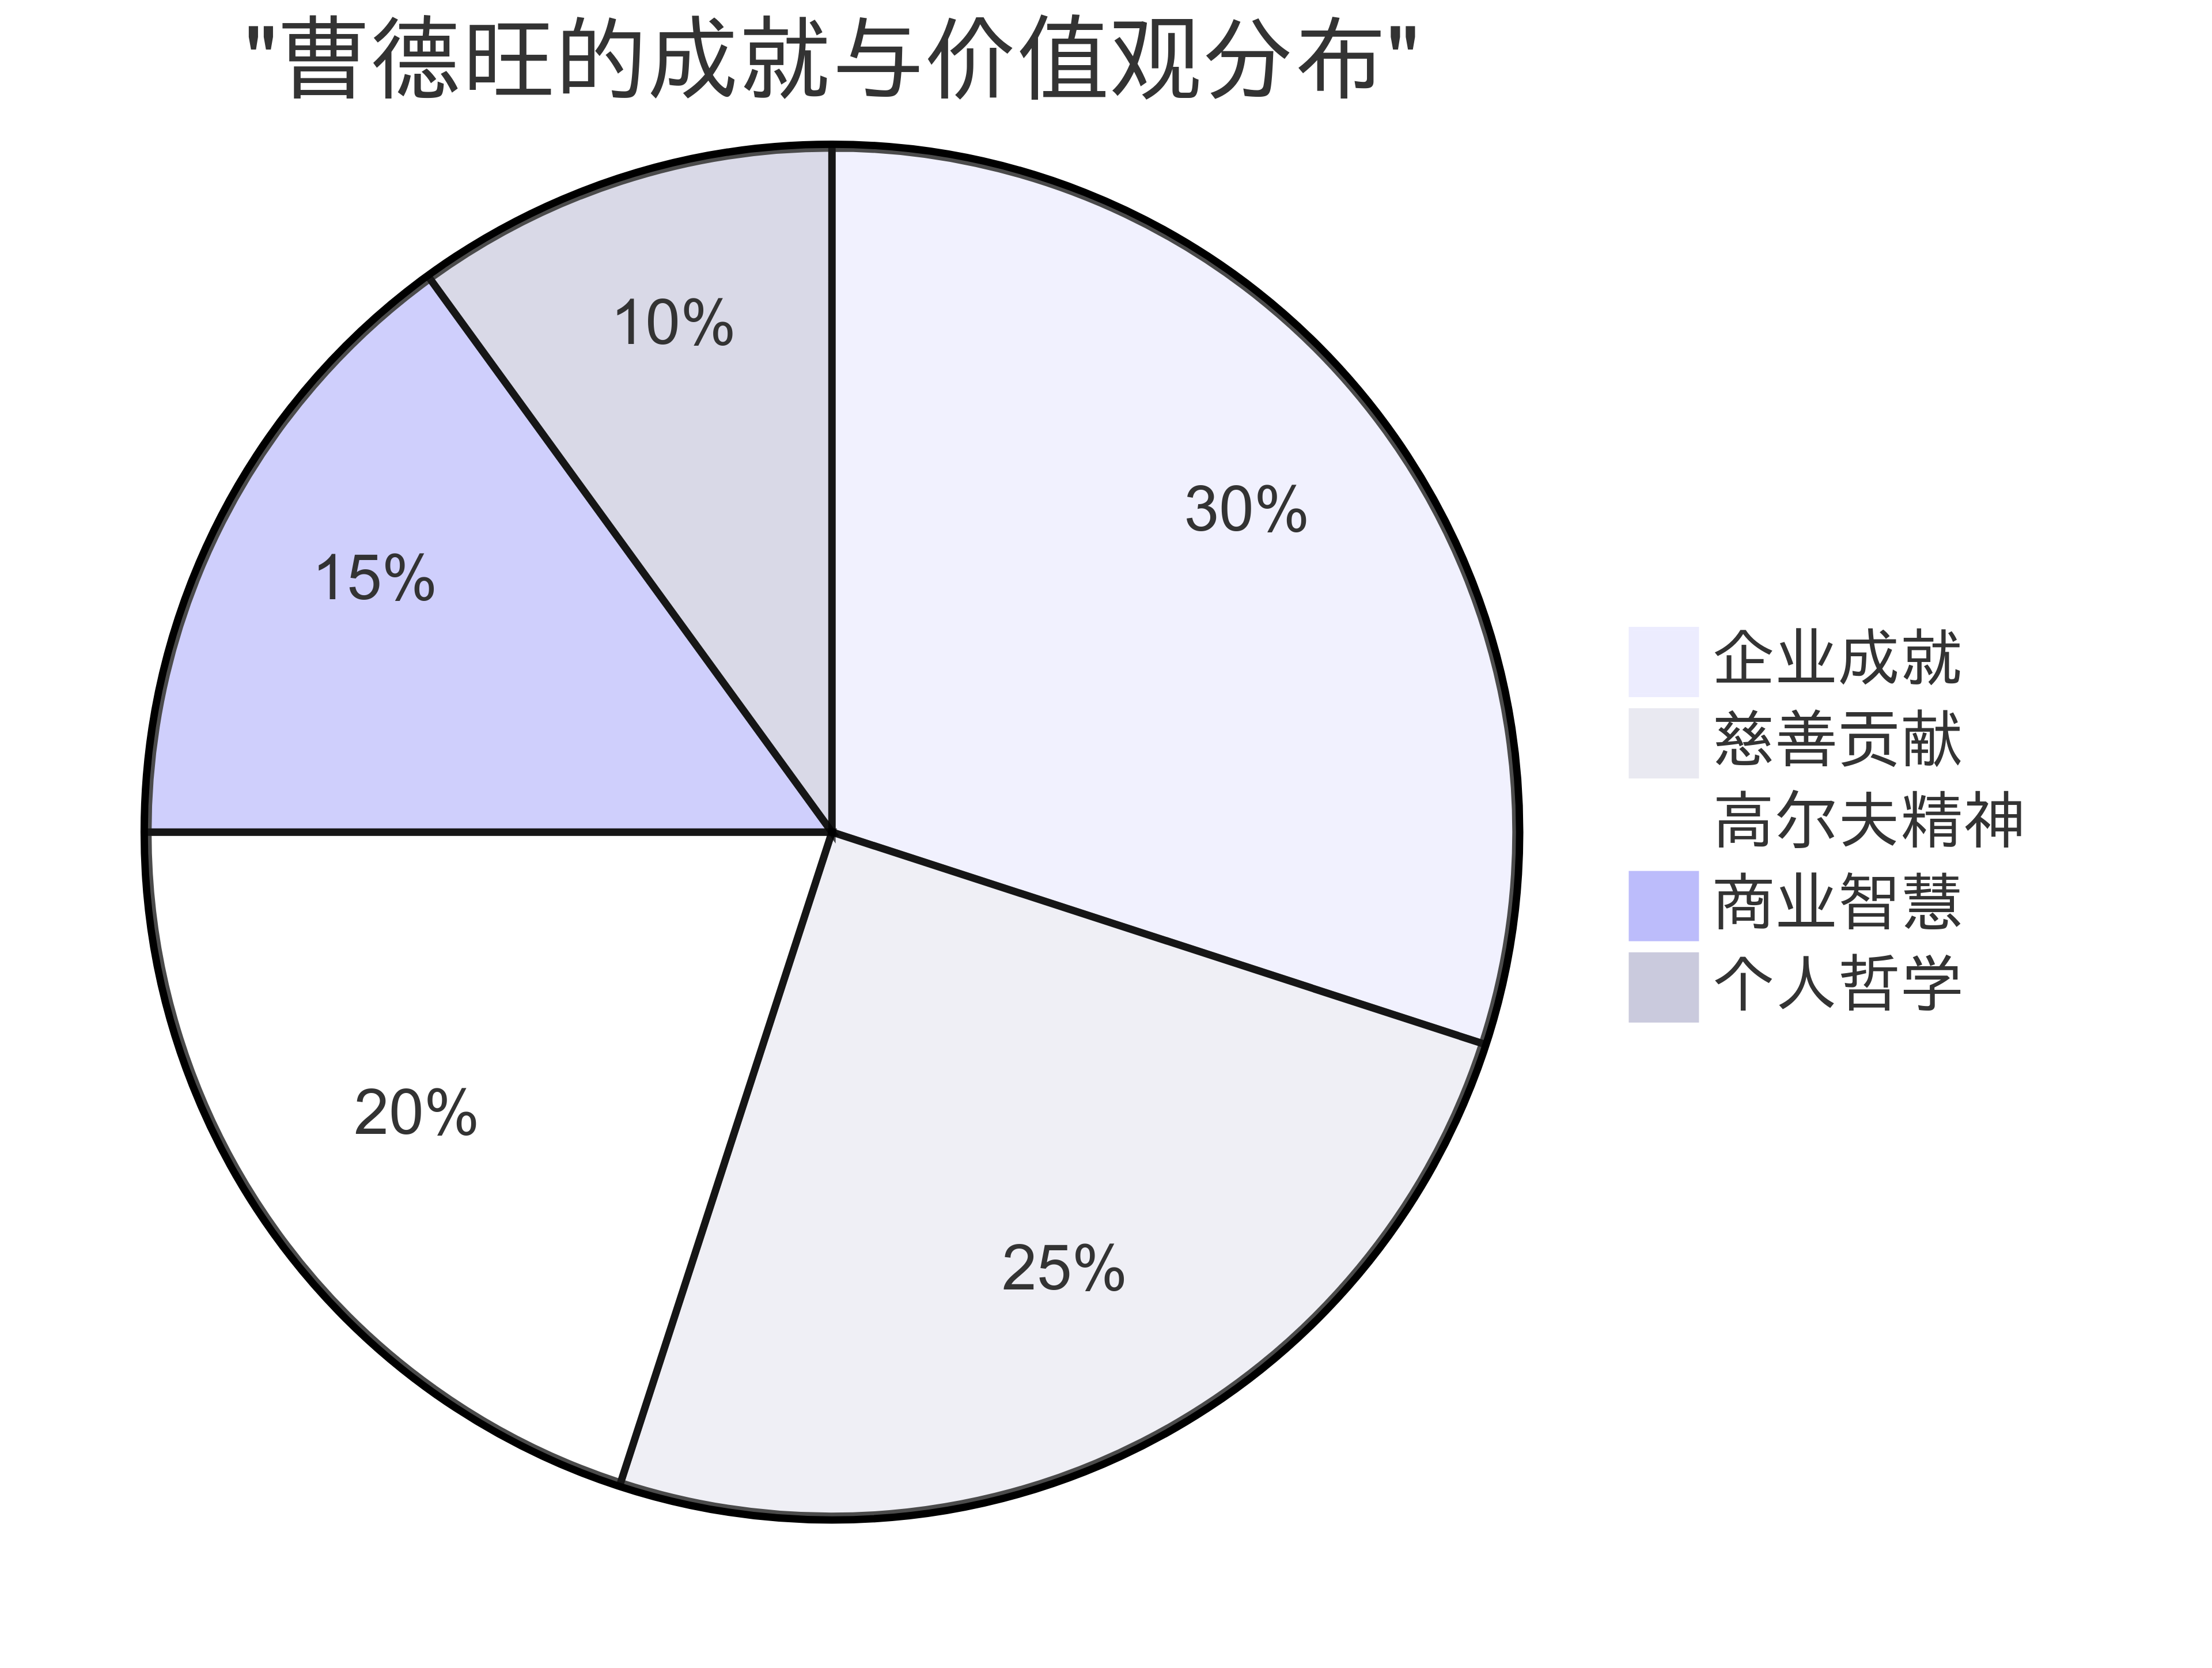 "曹德旺的成就与价值观分布"
10%
30%
15%
20%
25%
企业成就
慈善贡献
高尔夫精神
商业智慧
个人哲学